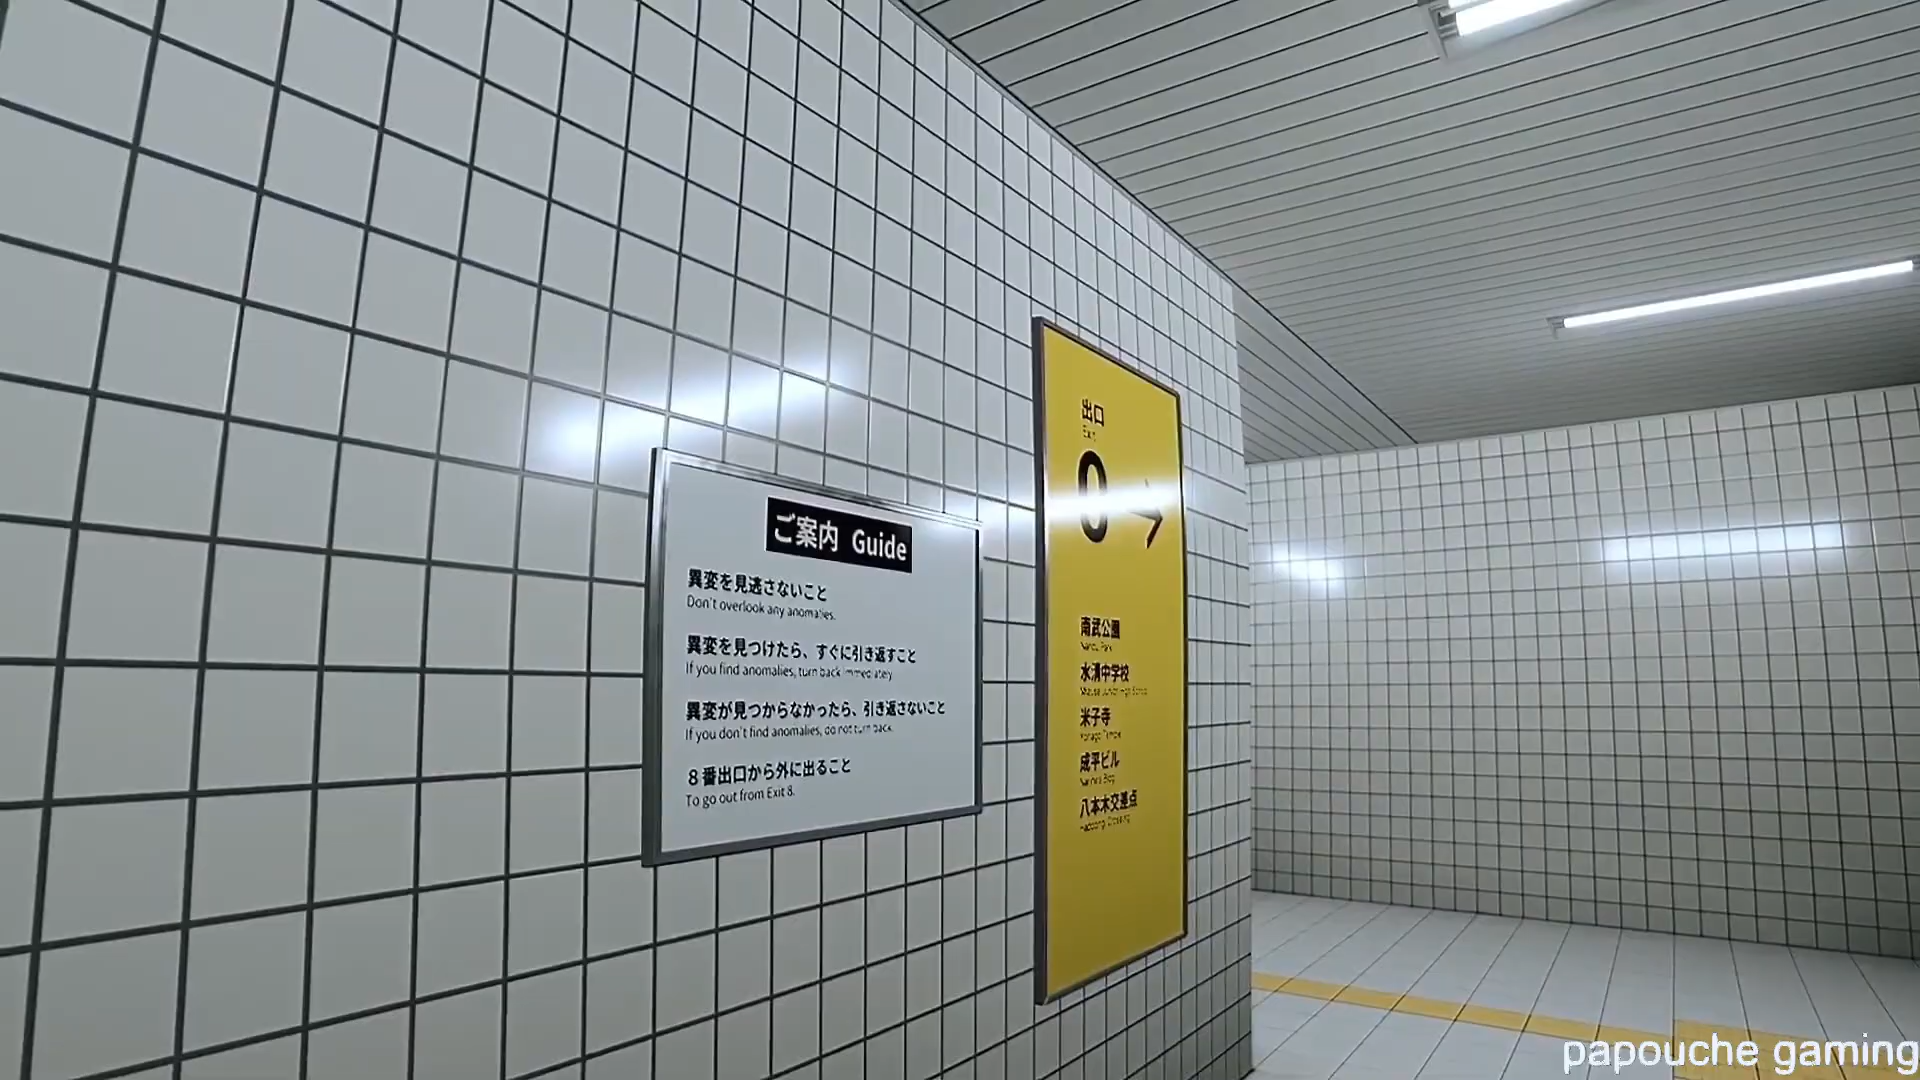 ご案内 Guide
異変を見逃さないこと
Don't overlook any anomalies.
異変を見つけたら、すぐに引き返すこと
If you find anomalies, turn back immediately.
異変が見つからなかったら、引き返さないこと
If you don't find anomalies, do not turn back.
8番出口から外に出ること
To go out from Exit 8.
出口
Exit
0
南武公園
水溝中学校
米子寺
成平ビル
八本木交差点
papouche gaming